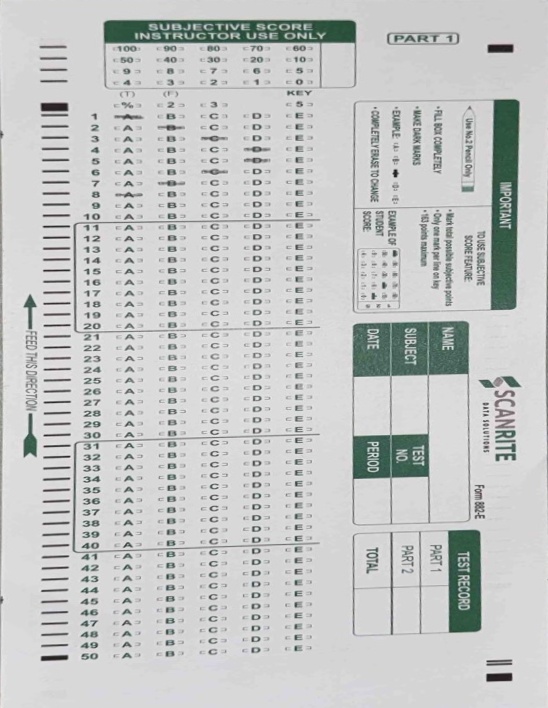 SUBJECTIVE SCORE
INSTRUCTOR USE ONLY
100 90 80 70 60
50 40 30 20 10
9 8 7 6 5
4 3 2 1 0
(T) (F) KEY
% 2 3 5
1 A B C D E
2 A B C D E
3 A B C D E
4 A B C D E
5 A B C D E
6 A B C D E
7 A B C D E
8 A B C D E
9 A B C D E
10 A B C D E
11 A B C D E
12 A B C D E
13 A B C D E
14 A B C D E
15 A B C D E
16 A B C D E
17 A B C D E
18 A B C D E
19 A B C D E
20 A B C D E
21 A B C D E
22 A B C D E
23 A B C D E
24 A B C D E
25 A B C D E
26 A B C D E
27 A B C D E
28 A B C D E
29 A B C D E
30 A B C D E
31 A B C D E
32 A B C D E
33 A B C D E
34 A B C D E
35 A B C D E
36 A B C D E
37 A B C D E
38 A B C D E
39 A B C D E
40 A B C D E
41 A B C D E
42 A B C D E
43 A B C D E
44 A B C D E
45 A B C D E
46 A B C D E
47 A B C D E
48 A B C D E
49 A B C D E
50 A B C D E
FEED THIS DIRECTION
PART 1
IMPORTANT
Use No.2 Pencil Only
• FILL BOX COMPLETELY
• MAKE DARK MARKS
• EXAMPLE: A B D E
• COMPLETELY ERASE TO CHANGE
TO USE SUBJECTIVE
SCORE FEATURE:
• Mark total possible subjective points
• Only one mark per line on key
• 163 points maximum
EXAMPLE OF
STUDENT
SCORE:
SCANRITE
DATA SOLUTIONS
Form 882-E
NAME
SUBJECT
TEST
NO.
DATE
PERIOD
TEST RECORD
PART 1
PART 2
TOTAL